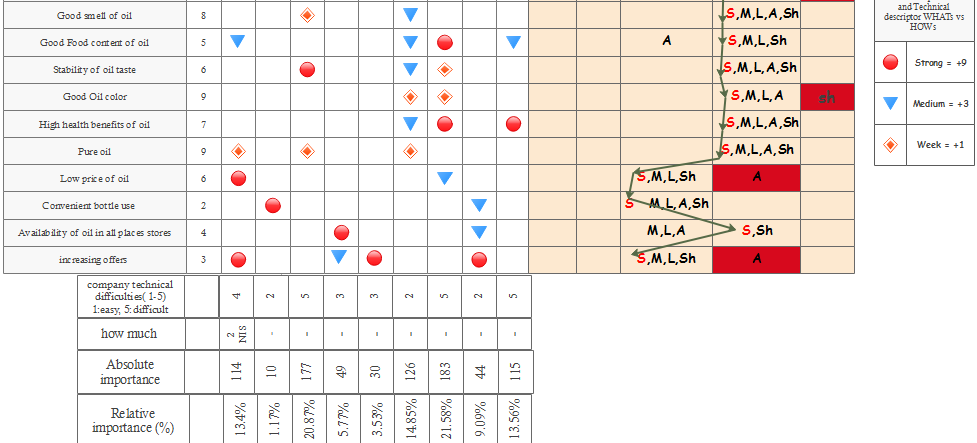 and Technical
descriptor WHATs vs
HOWs
Strong = +9
Medium = +3
Week = +1
Good smell of oil 8 S,M,L,A,Sh
Good Food content of oil 5 A S,M,L,Sh
Stability of oil taste 6 S,M,L,A,Sh
Good Oil color 9 S,M,L,A sh
High health benefits of oil 7 S,M,L,A,Sh
Pure oil 9 S,M,L,A,Sh
Low price of oil 6 S,M,L,Sh A
Convenient bottle use 2 S M,L,A,Sh
Availability of oil in all places stores 4 M,L,A S,Sh
increasing offers 3 S,M,L,Sh A
company technical
difficulties( 1-5)
1:easy, 5: difficult
4 2 5 3 3 2 5 2 5
how much 2 NIS - - - - - - - -
Absolute
importance
114 10 177 49 30 126 183 44 115
Relative
importance (%)
13.4% 1.17% 20.87% 5.77% 3.53% 14.85% 21.58% 9.09% 13.56%